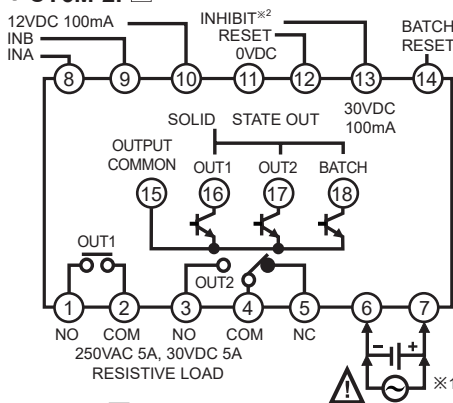 12VDC 100mA
INB
INA
INHIBIT※2
RESET
0VDC
BATCH
RESET
8 9 10 11 12 13 14
30VDC
100mA
SOLID STATE OUT
OUTPUT
COMMON
OUT1 OUT2 BATCH
15 16 17 18
OUT1
OUT2
1 2 3 4 5 6 7
NO COM NO COM NC
250VAC 5A, 30VDC 5A
RESISTIVE LOAD
- +
! ※1